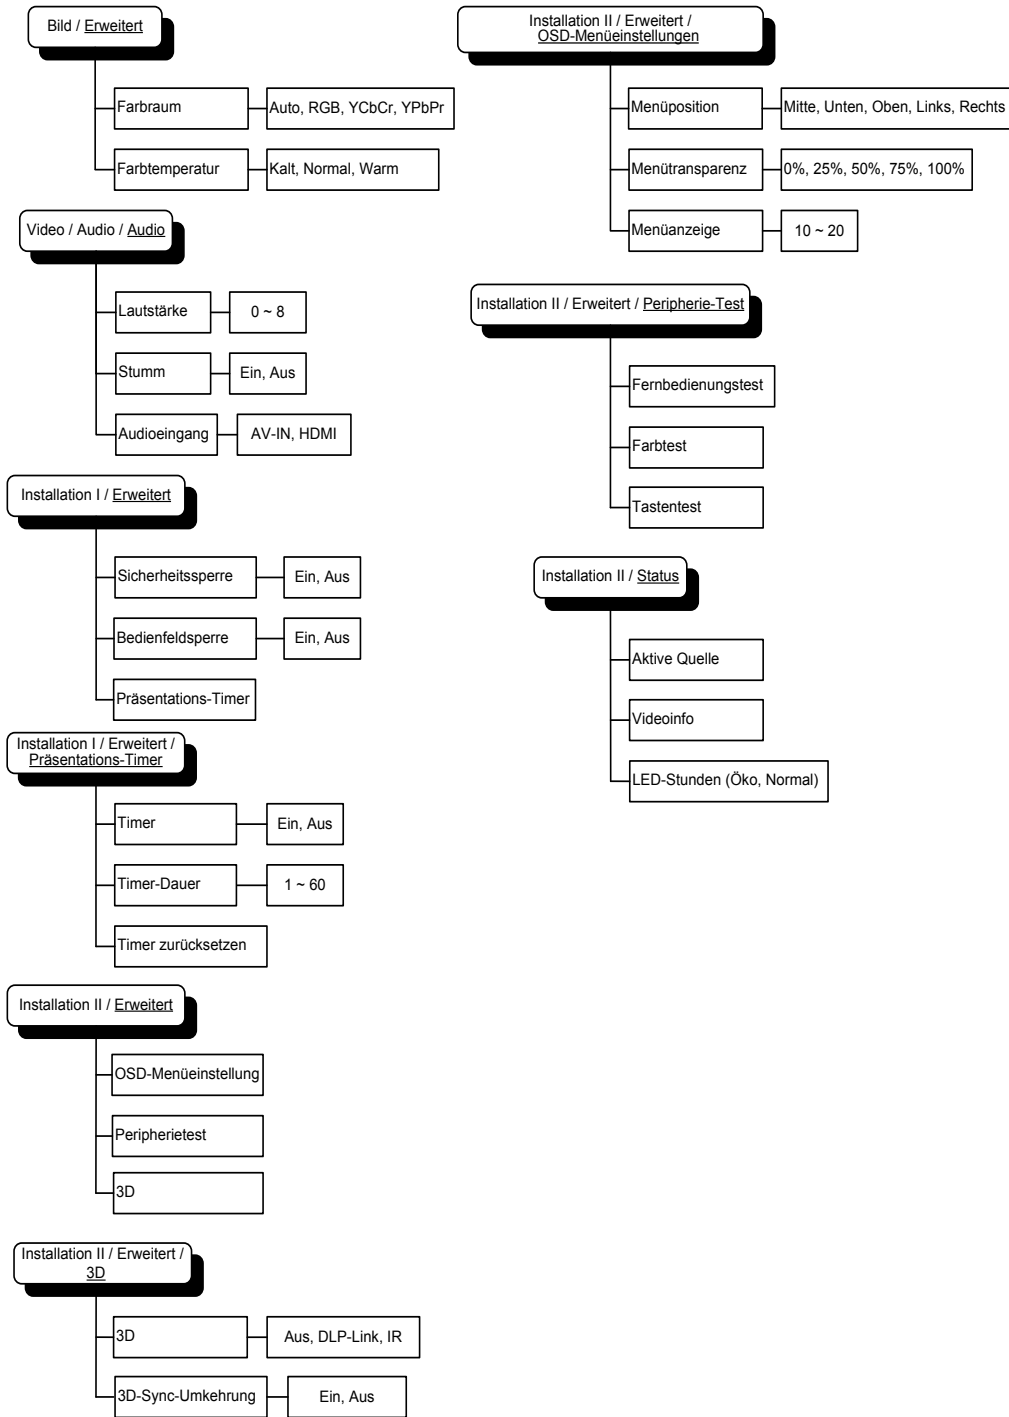 Bild / Erweitert
Farbraum
Auto, RGB, YCbCr, YPbPr
Farbtemperatur
Kalt, Normal, Warm
Video / Audio / Audio
Lautstärke
0 ~ 8
Stumm
Ein, Aus
Audioeingang
AV-IN, HDMI
Installation I / Erweitert
Sicherheitssperre
Ein, Aus
Bedienfeldsperre
Ein, Aus
Präsentations-Timer
Installation I / Erweitert /
Präsentations-Timer
Timer
Ein, Aus
Timer-Dauer
1 ~ 60
Timer zurücksetzen
Installation II / Erweitert
OSD-Menüeinstellung
Peripherietest
3D
Installation II / Erweitert /
3D
3D
Aus, DLP-Link, IR
3D-Sync-Umkehrung
Ein, Aus
Installation II / Erweitert /
OSD-Menüeinstellungen
Menüposition
Mitte, Unten, Oben, Links, Rechts
Menütransparenz
0%, 25%, 50%, 75%, 100%
Menüanzeige
10 ~ 20
Installation II / Erweitert / Peripherie-Test
Fernbedienungstest
Farbtest
Tastentest
Installation II / Status
Aktive Quelle
Videoinfo
LED-Stunden (Öko, Normal)